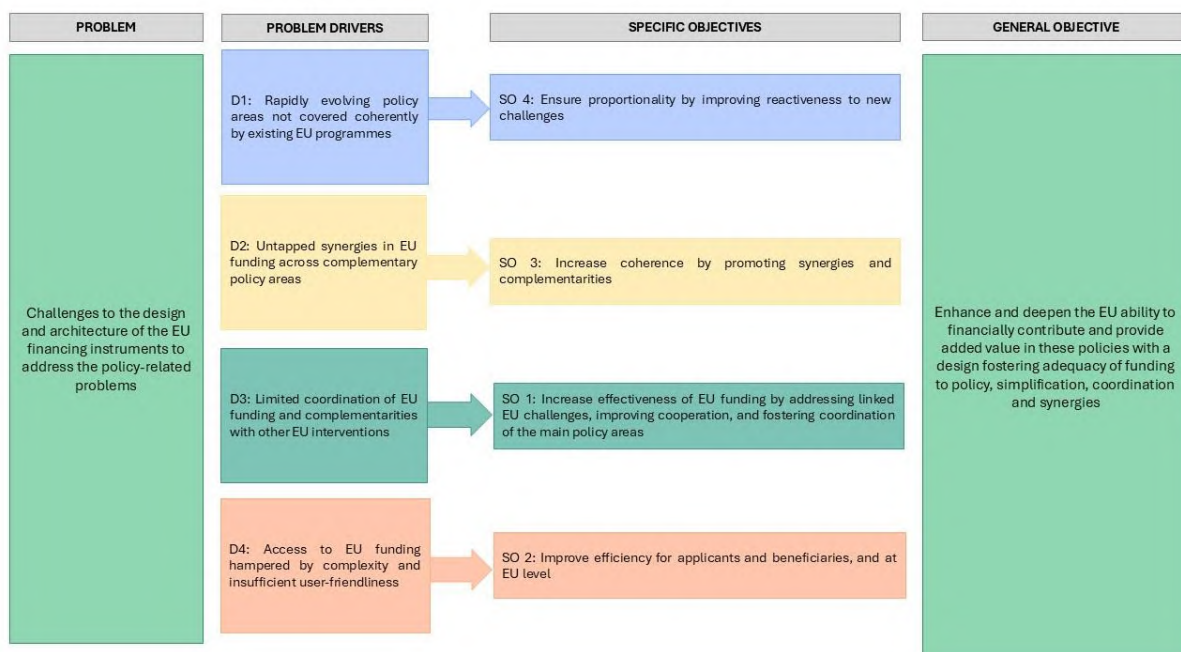 PROBLEM
PROBLEM DRIVERS
SPECIFIC OBJECTIVES
GENERAL OBJECTIVE
Challenges to the design
and architecture of the EU
financing instruments to
address the policy-related
problems
D1: Rapidly evolving policy
areas not covered coherently
by existing EU programmes
SO 4: Ensure proportionality by improving reactiveness to new
challenges
D2: Untapped synergies in EU
funding across complementary
policy areas
SO 3: Increase coherence by promoting synergies and
complementarities
D3: Limited coordination of EU
funding and complementarities
with other EU interventions
SO 1: Increase effectiveness of EU funding by addressing linked
EU challenges, improving cooperation, and fostering coordination
of the main policy areas
D4: Access to EU funding
hampered by complexity and
insufficient user-friendliness
SO 2: Improve efficiency for applicants and beneficiaries, and at
EU level
Enhance and deepen the EU ability to
financially contribute and provide
added value in these policies with a
design fostering adequacy of funding
to policy, simplification, coordination
and synergies